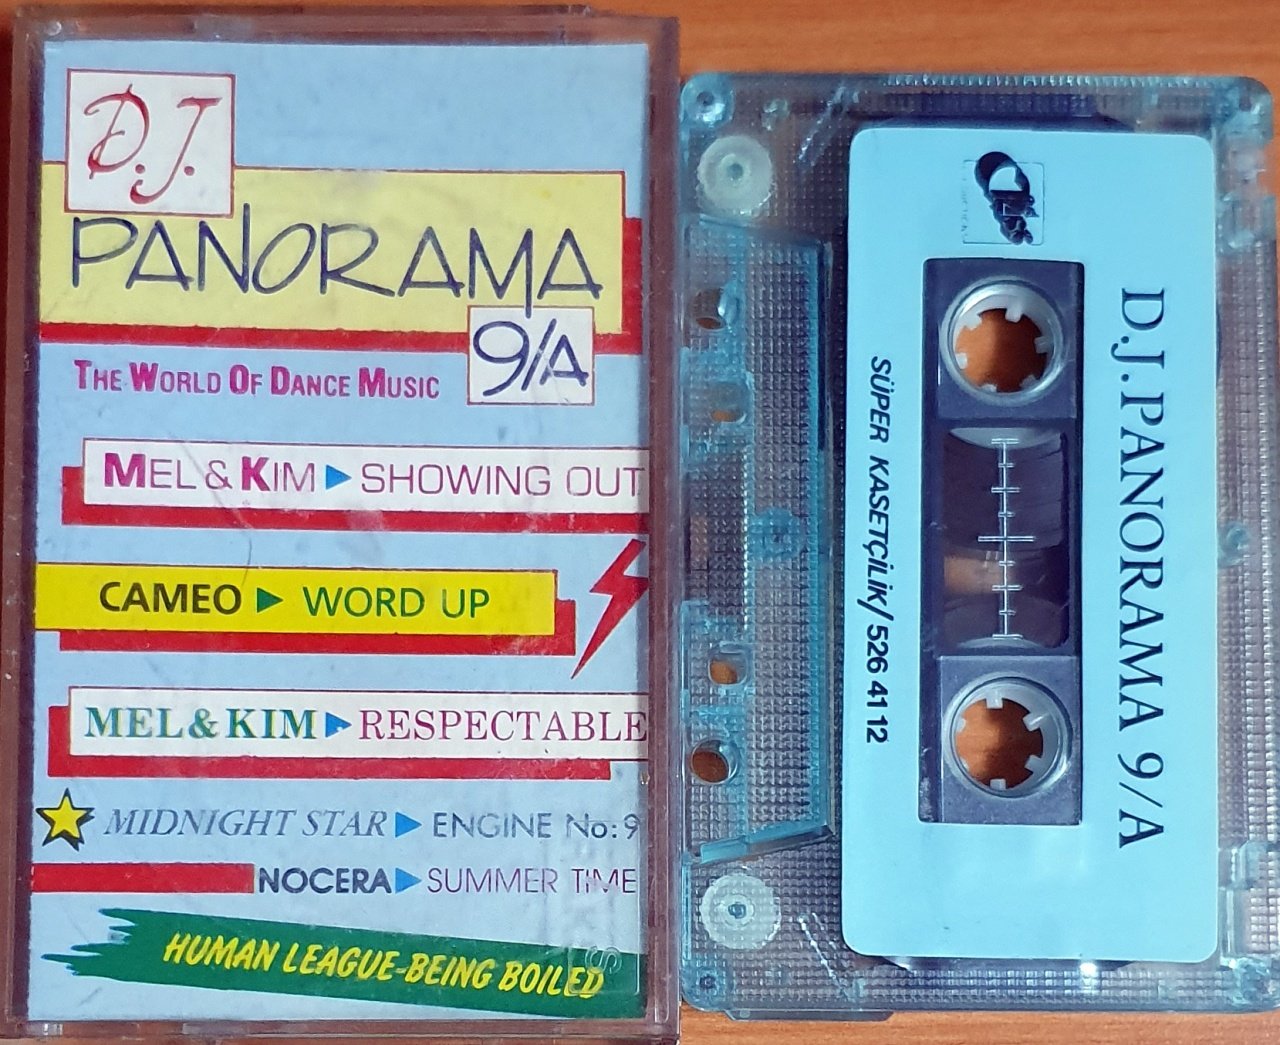 D.J.
PANORAMA
9/A
THE WORLD OF DANCE MUSIC
MEL & KIM ► SHOWING OUT
CAMEO ► WORD UP
MEL & KIM ► RESPECTABLE
MIDNIGHT STAR ► ENGINE No:9
NOCERA ► SUMMER TIME
HUMAN LEAGUE-BEING BOILED
D.J.PANORAMA 9/A
SÜPER KASETÇİLİK/526 41 12